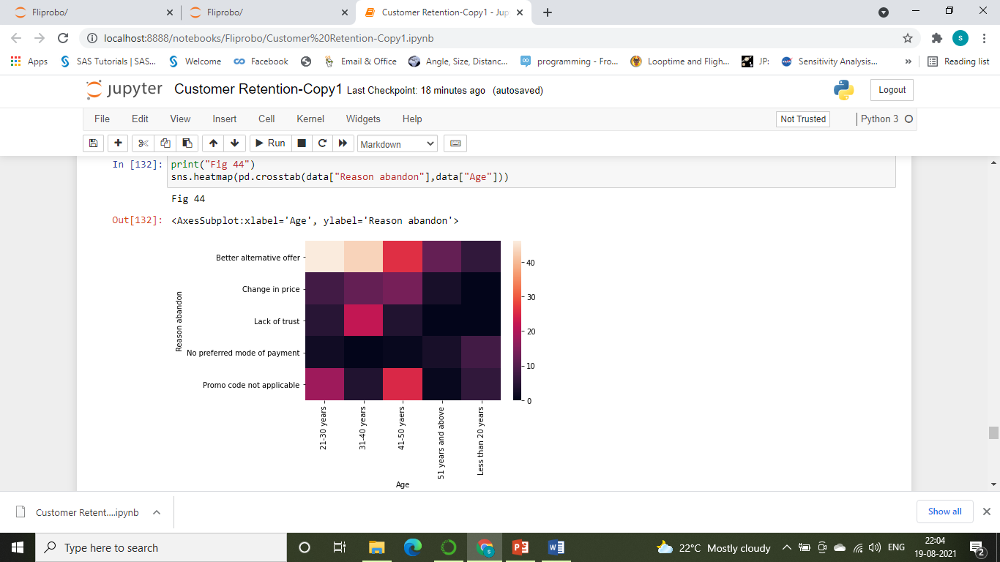 Fliprobo/
Fliprobo/
Customer Retention-Copy1 - Jup
localhost:8888/notebooks/Fliprobo/Customer%20Retention-Copy1.ipynb
S
Apps
SAS Tutorials | SAS...
Welcome
Facebook
Email & Office
Angle, Size, Distanc...
programming - Fro...
Looptime and Fligh...
JPL
Sensitivity Analysis...
»
Reading list
jupyter Customer Retention-Copy1 Last Checkpoint: 18 minutes ago (autosaved)
Logout
File Edit View Insert Cell Kernel Widgets Help
Not Trusted
Python 3
Run
Markdown
In [132]: print("Fig 44")
sns.heatmap(pd.crosstab(data["Reason abandon"],data["Age"]))
Fig 44
Out[132]: <AxesSubplot:xlabel='Age', ylabel='Reason abandon'>
Reason abandon
Better alternative offer
Change in price
Lack of trust
No preferred mode of payment
Promo code not applicable
40
30
20
10
0
21-30 years
31-40 years
41-50 yaers
51 years and above
Less than 20 years
Age
Customer Retent....ipynb
Show all
Type here to search
22°C Mostly cloudy
ENG
22:04
19-08-2021
2